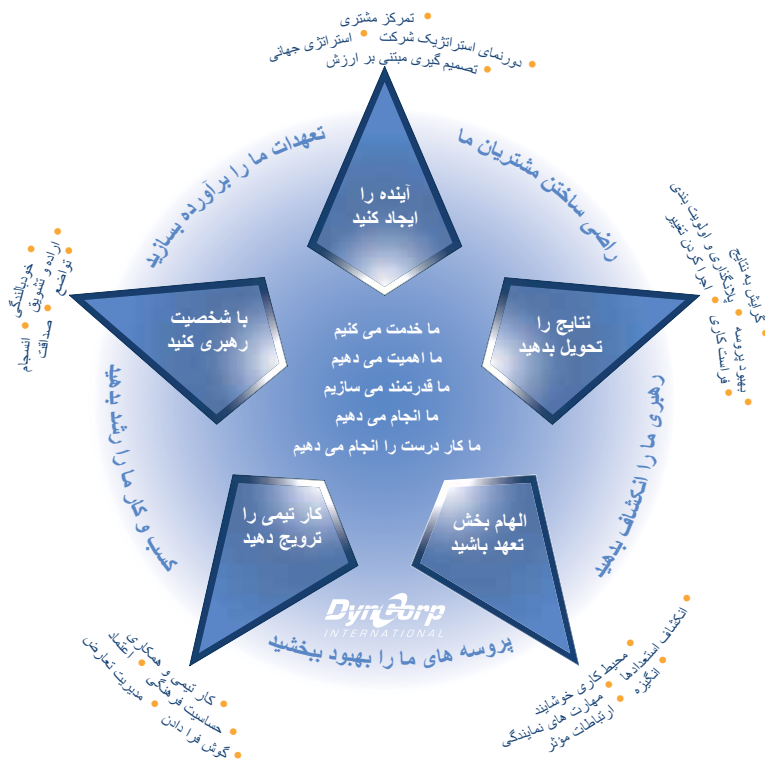 تمرکز مشتری
دورنمای استراتژیک شرکت
استراتژی جهانی
تصمیم گیری مبتنی بر ارزش
راضی ساختن مشتریان ما
تعهدات ما را برآورده بسازید
آینده را
ایجاد کنید
گرایش به نتایج
پلانگذاری و اولویت بندی
اجرا کردن تغییر
بهبود پروسه
فراست کاری
نتایج را
تحویل بدهید
با شخصیت
رهبری کنید
اراده و تشویق
خودبالندگی
تواضع
صداقت
انسجام
ما خدمت می کنیم
ما اهمیت می دهیم
ما قدرتمند می سازیم
ما انجام می دهیم
ما کار درست را انجام می دهیم
رهبری ما را انکشاف بدهید
کسب و کار ما را رشد بدهید
الهام بخش
تعهد باشید
کار تیمی را
ترویج دهید
DynCorp
INTERNATIONAL
پروسه های ما را بهبود ببخشید
انکشاف استعدادها
محیط کاری خوشایند
انگیزه
مهارت های نمایندگی
ارتباطات مؤثر
کار تیمی و همکاری
اعتماد
حساسیت فرهنگی
مدیریت تعارض
گوش فرا دادن